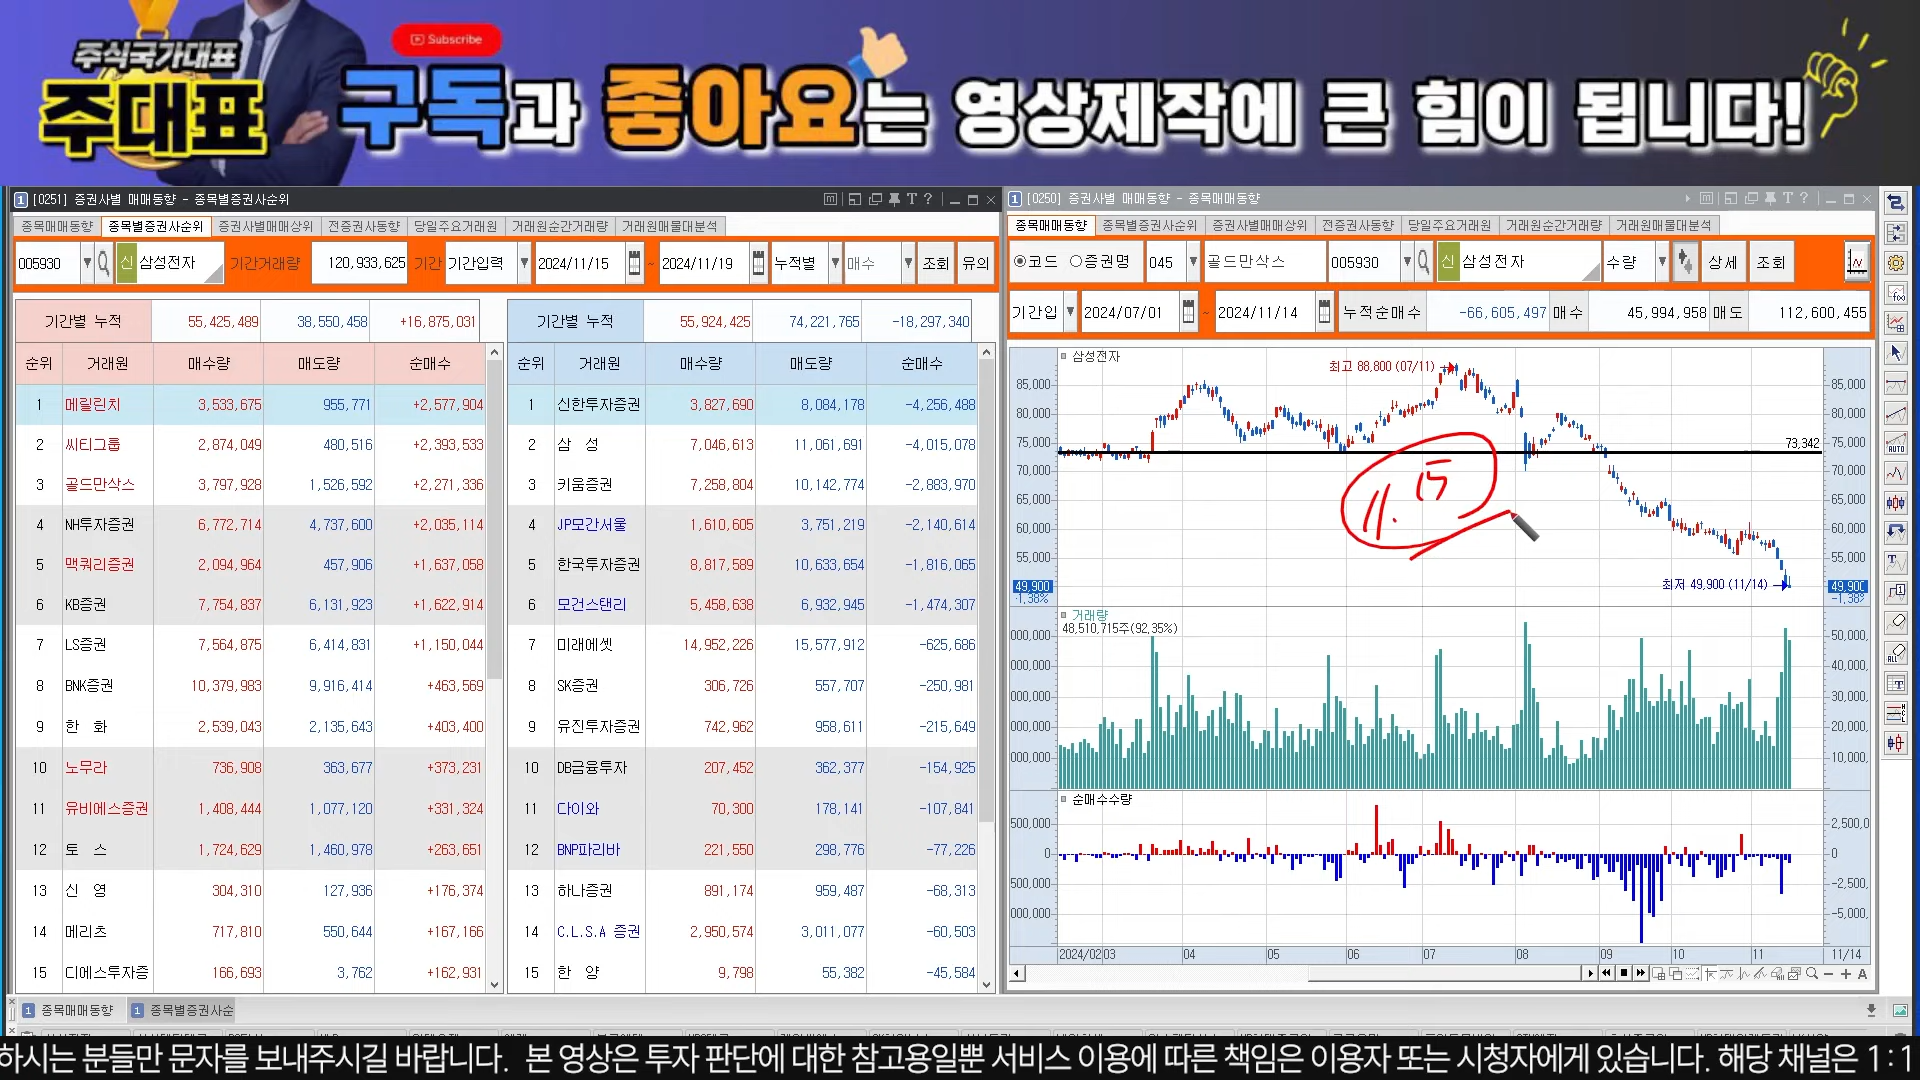 주식국가대표
주대표
Subscribe
구독과 좋아요는 영상제작에 큰 힘이 됩니다!
[0251] 증권사별 매매동향 - 종목별증권사순위
종목매매동향 종목별증권사순위 증권사별매매상위 전증권사동향 당일주요거래원 거래원순간거래량 거래원매물대분석
005930 신 삼성전자 기간거래량 120,933,625 기간 기간입력 2024/11/15 ~ 2024/11/19 누적별 매수 조회 유의
기간별 누적 55,425,489 38,550,458 +16,875,031 기간별 누적 55,924,425 74,221,765 -18,297,340
순위 거래원 매수량 매도량 순매수 순위 거래원 매수량 매도량 순매수
1 메릴린치 3,533,675 955,771 +2,577,904 1 신한투자증권 3,827,690 8,084,178 -4,256,488
2 씨티그룹 2,874,049 480,516 +2,393,533 2 삼 성 7,046,613 11,061,691 -4,015,078
3 골드만삭스 3,797,928 1,526,592 +2,271,336 3 키움증권 7,258,804 10,142,774 -2,883,970
4 NH투자증권 6,772,714 4,737,600 +2,035,114 4 JP모간서울 1,610,605 3,751,219 -2,140,614
5 맥쿼리증권 2,094,964 457,906 +1,637,058 5 한국투자증권 8,817,589 10,633,654 -1,816,065
6 KB증권 7,754,837 6,131,923 +1,622,914 6 모건스탠리 5,458,638 6,932,945 -1,474,307
7 LS증권 7,564,875 6,414,831 +1,150,044 7 미래에셋 14,952,226 15,577,912 -625,686
8 BNK증권 10,379,983 9,916,414 +463,569 8 SK증권 306,726 557,707 -250,981
9 한 화 2,539,043 2,135,643 +403,400 9 유진투자증권 742,962 958,611 -215,649
10 노무라 736,908 363,677 +373,231 10 DB금융투자 207,452 362,377 -154,925
11 유비에스증권 1,408,444 1,077,120 +331,324 11 다이와 70,300 178,141 -107,841
12 토 스 1,724,629 1,460,978 +263,651 12 BNP파리바 221,550 298,776 -77,226
13 신 영 304,310 127,936 +176,374 13 하나증권 891,174 959,487 -68,313
14 메리츠 717,810 550,644 +167,166 14 C.L.S.A 증권 2,950,574 3,011,077 -60,503
15 디에스투자증 166,693 3,762 +162,931 15 한 양 9,798 55,382 -45,584
[0250] 증권사별 매매동향 - 종목매매동향
종목매매동향 종목별증권사순위 증권사별매매상위 전증권사동향 당일주요거래원 거래원순간거래량 거래원매물대분석
코드 증권명 045 골드만삭스 005930 신 삼성전자 수량 상세 조회
기간입 2024/07/01 ~ 2024/11/14 누적순매수 -66,605,497 매수 45,994,958 매도 112,600,455
삼성전자
최고 88,800 (07/11)
85,000 85,000
80,000 80,000
75,000 73,342 75,000
70,000 70,000
65,000 65,000
60,000 60,000
55,000 55,000
11. 15
49,900 최저 49,900 (11/14) 49,900
-1,38% -1,38%
거래량
48,510,715주(92,35%)
000,000 50,000,
000,000 40,000,
000,000 30,000,
000,000 20,000,
000,000 10,000,
순매수수량
500,000 2,500,0
0 0
500,000 -2,500,
000,000 -5,000,
2024/02 03 04 05 06 07 08 09 10 11 11/14
1 종목매매동향 1 종목별증권사순
하시는 분들만 문자를 보내주시길 바랍니다. 본 영상은 투자 판단에 대한 참고용일뿐 서비스 이용에 따른 책임은 이용자 또는 시청자에게 있습니다. 해당 채널은 1 : 1